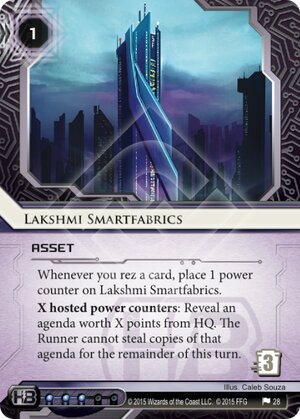 1
LAKSHMI SMARTFABRICS
ASSET
Whenever you rez a card, place 1 power
counter on Lakshmi Smartfabrics.
X hosted power counters: Reveal an
agenda worth X points from HQ. The
Runner cannot steal copies of that
agenda for the remainder of this turn.
3
Illus. Caleb Souza
HB
© 2015 Wizards of the Coast LLC. © 2015 FFG
28